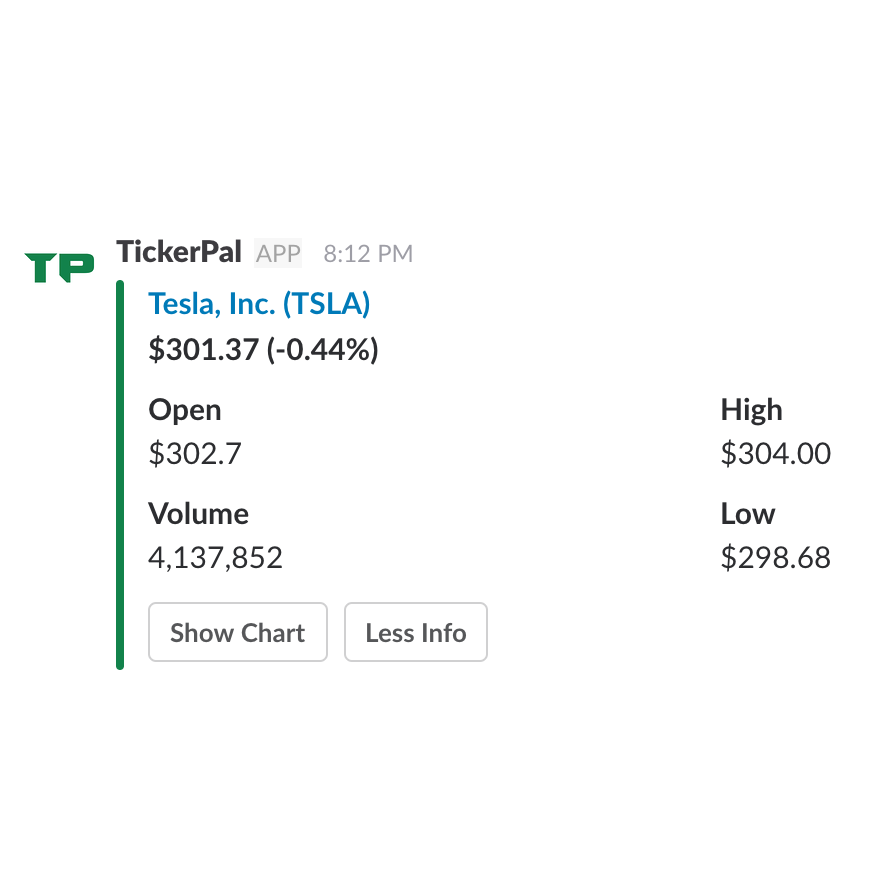 TP
TickerPal APP 8:12 PM
Tesla, Inc. (TSLA)
$301.37 (-0.44%)
Open High
$302.7 $304.00
Volume Low
4,137,852 $298.68
Show Chart Less Info